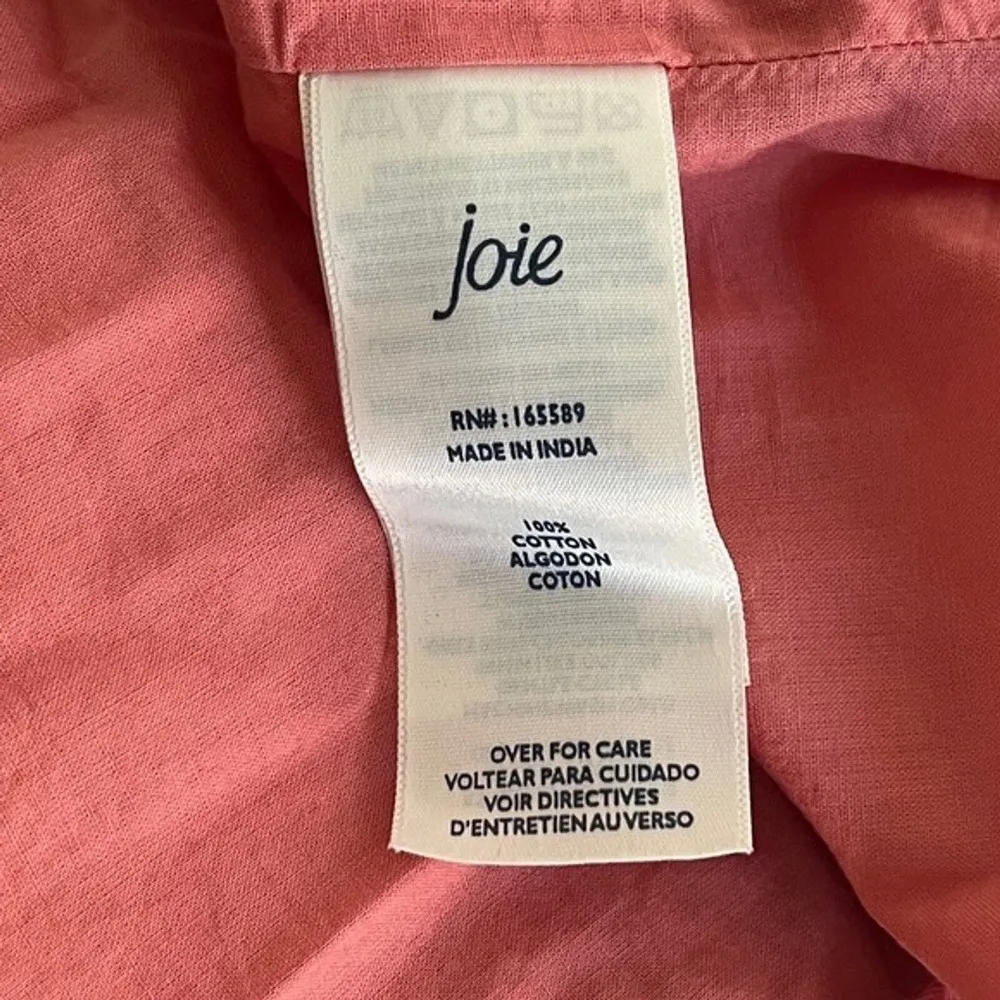 joie
RN#: 165589
MADE IN INDIA
100%
COTTON
ALGODON
COTON
OVER FOR CARE
VOLTEAR PARA CUIDADO
VOIR DIRECTIVES
D'ENTRETIEN AU VERSO